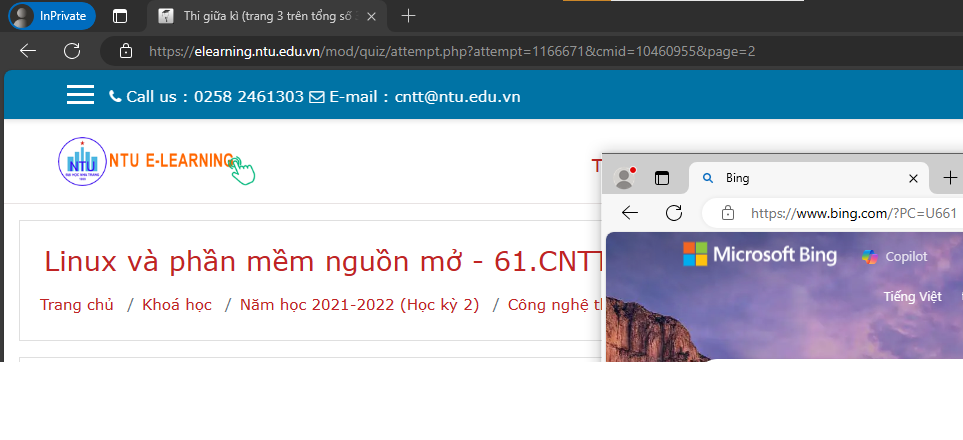 InPrivate
Thi giữa kì (trang 3 trên tổng số
https://elearning.ntu.edu.vn/mod/quiz/attempt.php?attempt=1166671&cmid=10460955&page=2
Call us : 0258 2461303 E-mail : cntt@ntu.edu.vn
NTU
NTU E-LEARNING
T
Bing
https://www.bing.com/?PC=U661
Linux và phần mềm nguồn mở - 61.CNTT
Microsoft Bing
Copilot
Tiếng Việt
Trang chủ / Khoá học / Năm học 2021-2022 (Học kỳ 2) / Công nghệ th